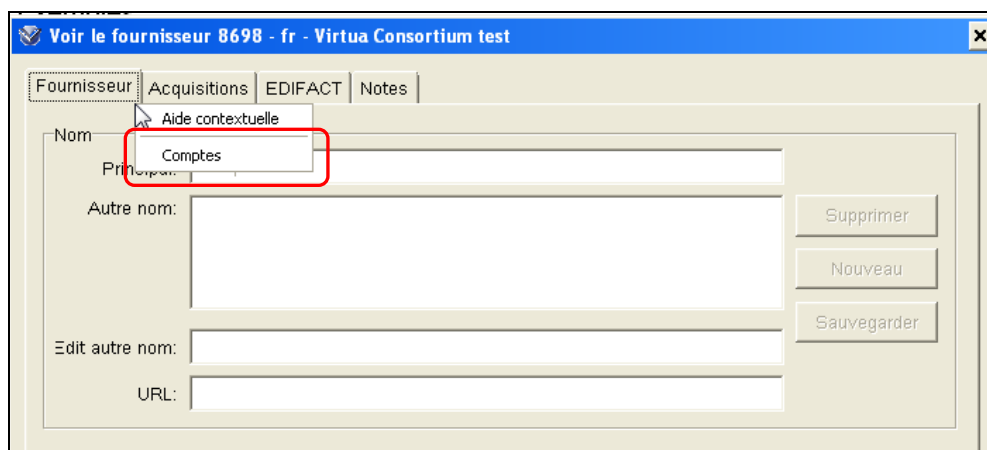 Voir le fournisseur 8698 - fr - Virtua Consortium test
Fournisseur Acquisitions EDIFACT Notes
Aide contextuelle
Nom
Comptes
Autre nom:
Supprimer
Nouveau
Sauvegarder
Edit autre nom:
URL: